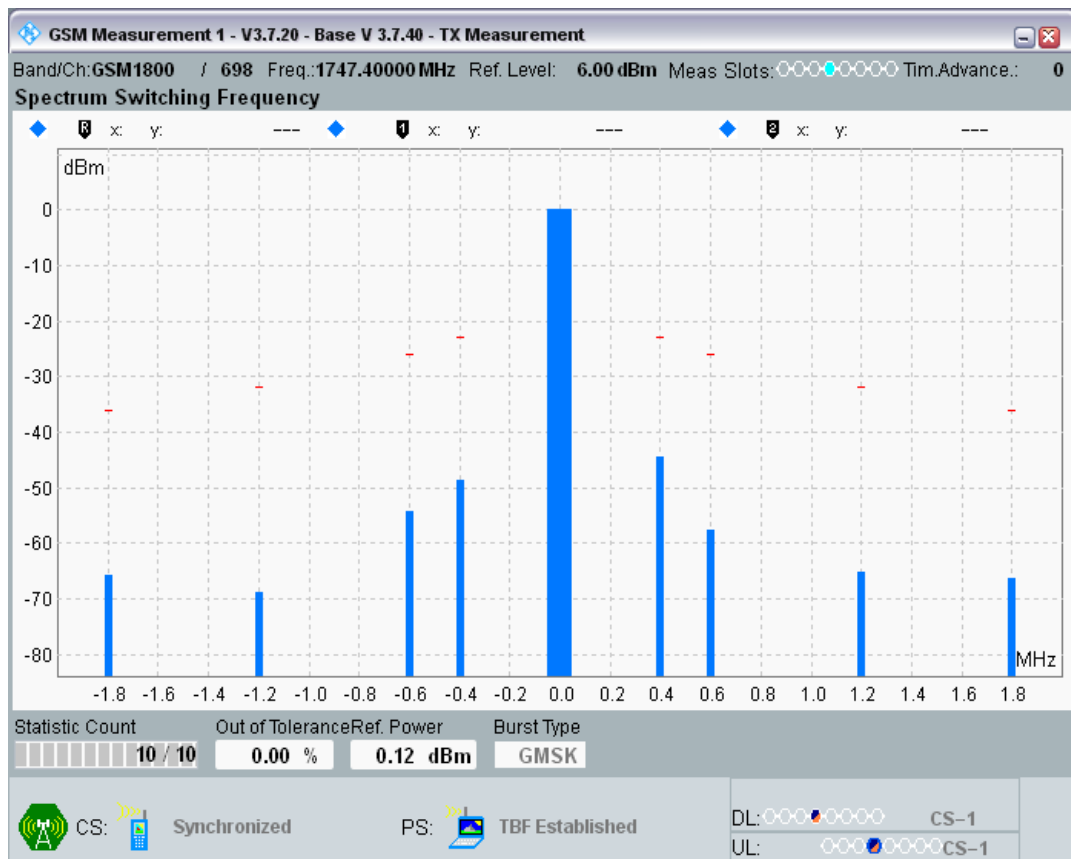 GSM Measurement 1 - V3.7.20 - Base V 3.7.40 - TX Measurement
Band/Ch:GSM1800 / 698 Freq.:1747.40000 MHz Ref. Level: 6.00 dBm Meas Slots: Tim.Advance.: 0
Spectrum Switching Frequency
R x: y: --- 1 x: y: --- 2 x: y: ---
dBm
0
-10
-20
-30
-40
-50
-60
-70
-80
MHz
-1.8 -1.6 -1.4 -1.2 -1.0 -0.8 -0.6 -0.4 -0.2 0.0 0.2 0.4 0.6 0.8 1.0 1.2 1.4 1.6 1.8
Statistic Count Out of Tolerance Ref. Power Burst Type
10 / 10 0.00 % 0.12 dBm GMSK
CS: Synchronized PS: TBF Established DL: CS-1
UL: CS-1